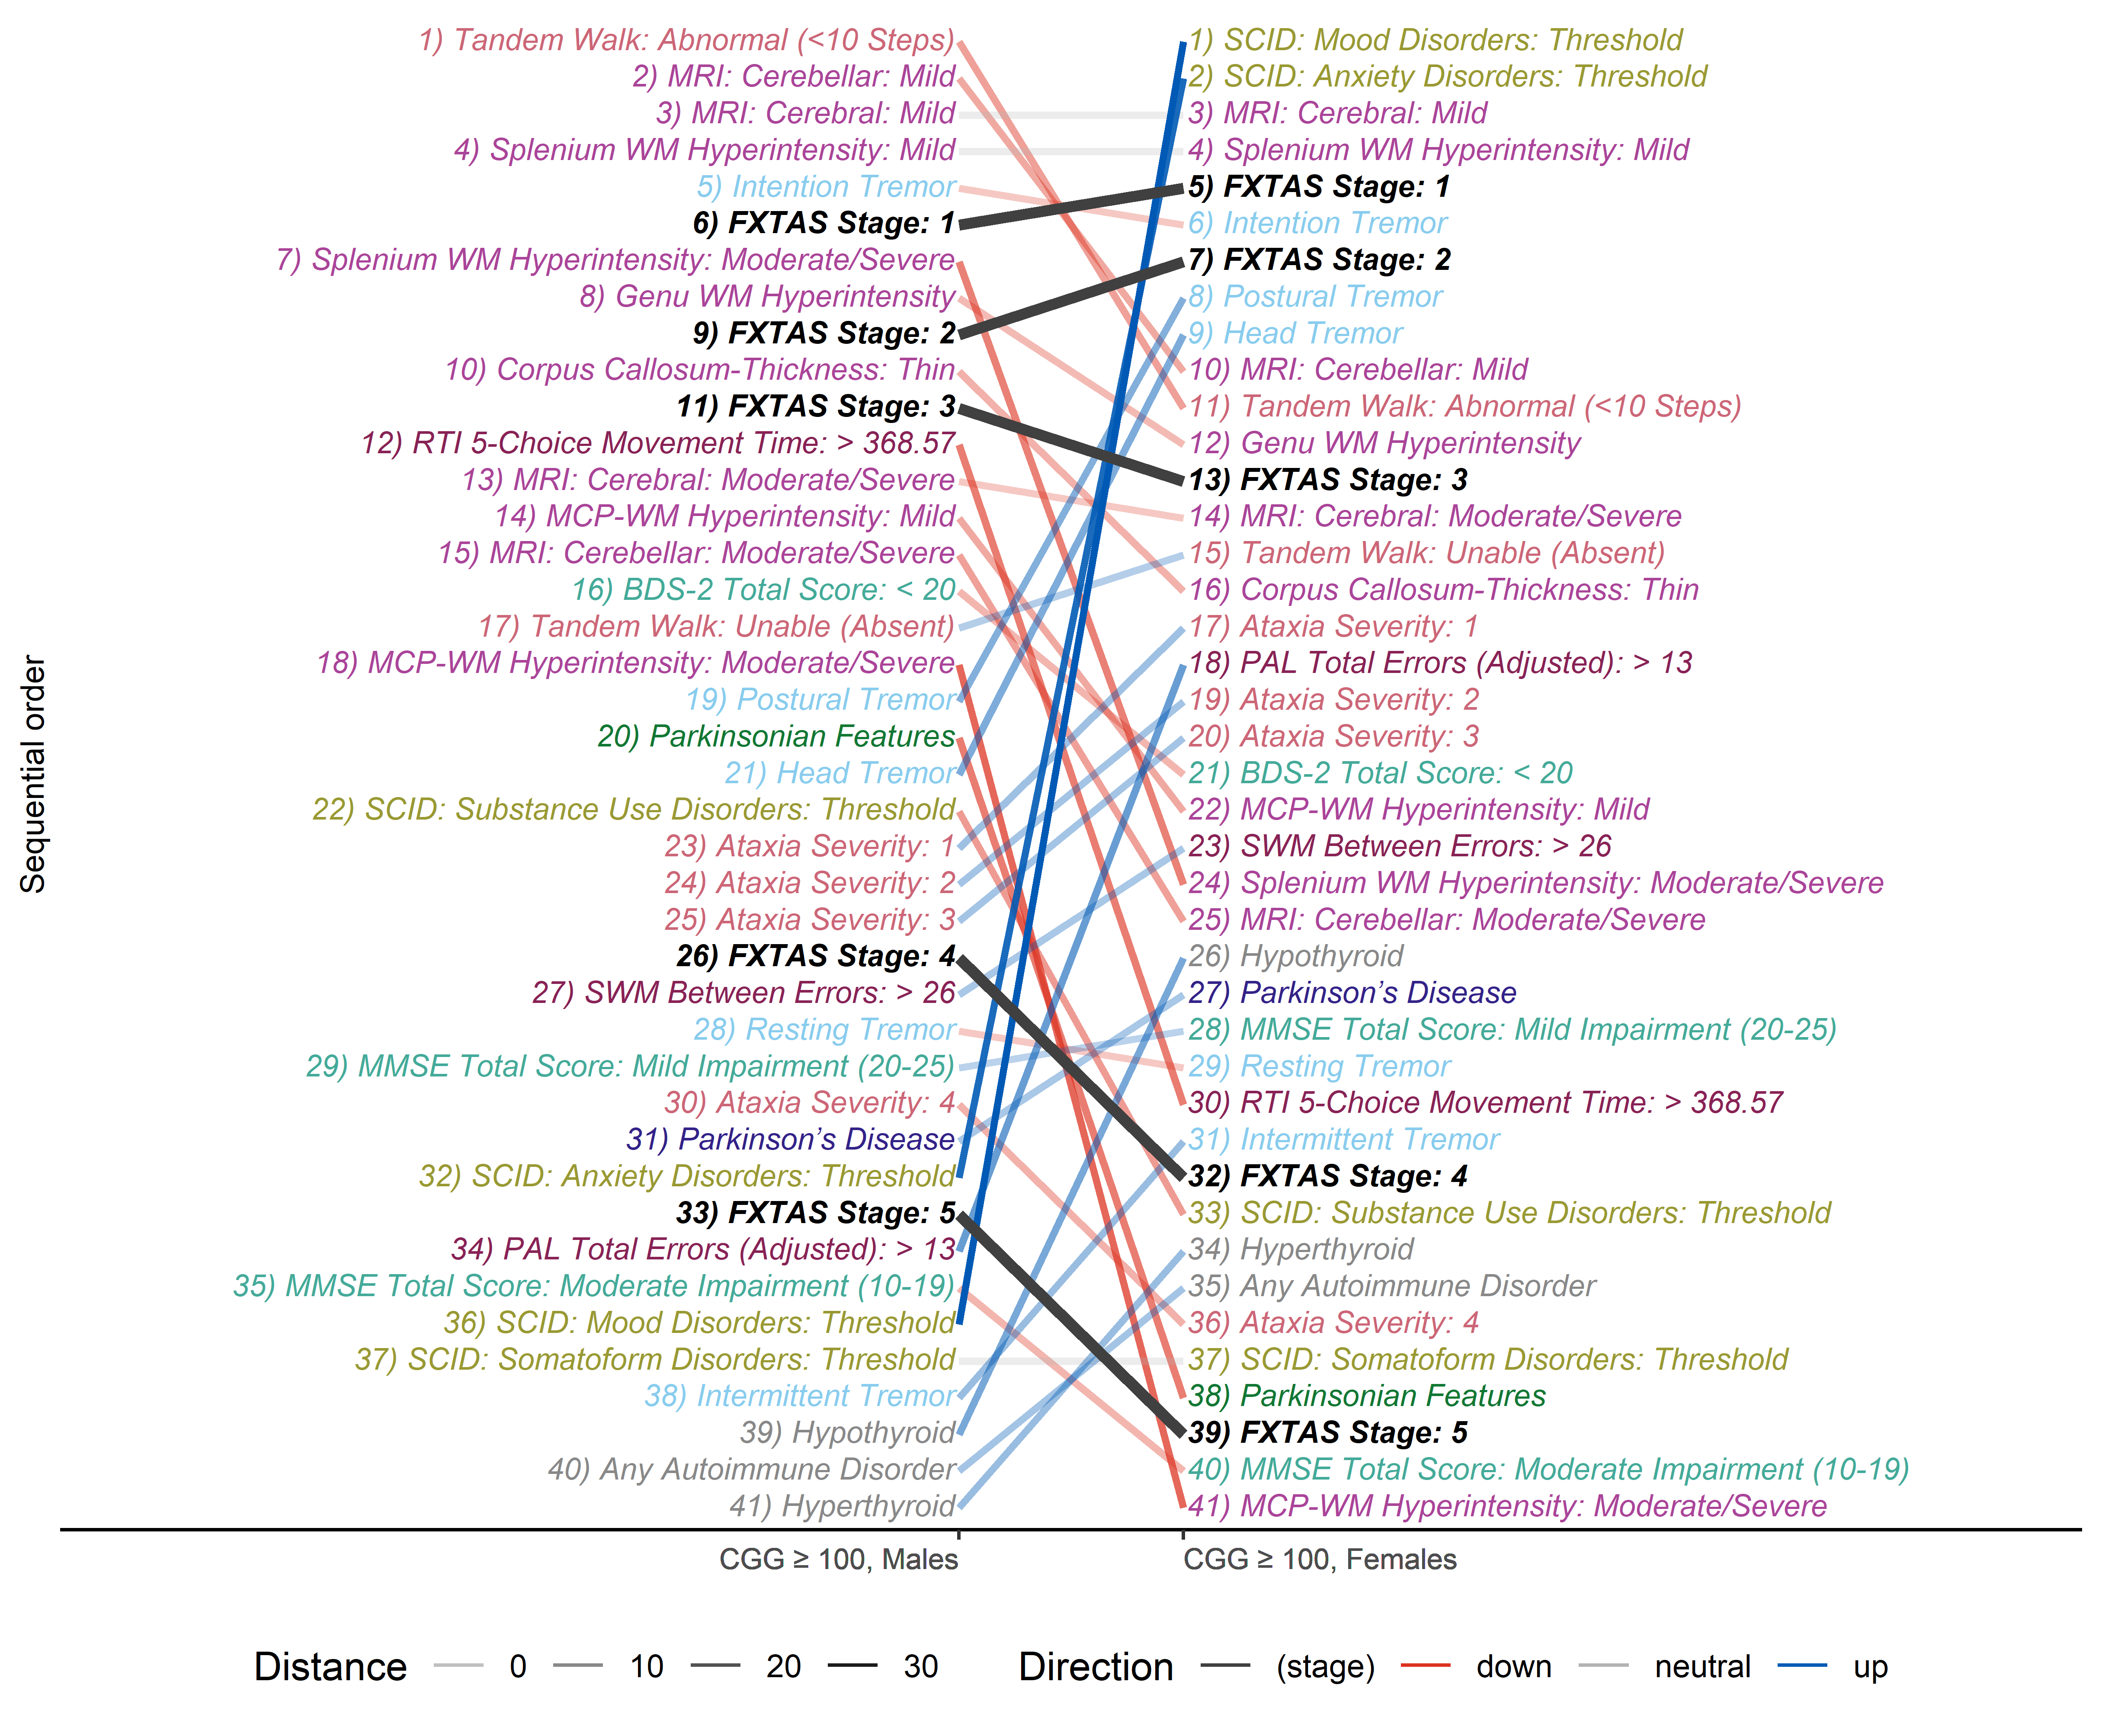 Sequential order
1) Tandem Walk: Abnormal (<10 Steps)
2) MRI: Cerebellar: Mild
3) MRI: Cerebral: Mild
4) Splenium WM Hyperintensity: Mild
5) Intention Tremor
6) FXTAS Stage: 1
7) Splenium WM Hyperintensity: Moderate/Severe
8) Genu WM Hyperintensity
9) FXTAS Stage: 2
10) Corpus Callosum-Thickness: Thin
11) FXTAS Stage: 3
12) RTI 5-Choice Movement Time: > 368.57
13) MRI: Cerebral: Moderate/Severe
14) MCP-WM Hyperintensity: Mild
15) MRI: Cerebellar: Moderate/Severe
16) BDS-2 Total Score: < 20
17) Tandem Walk: Unable (Absent)
18) MCP-WM Hyperintensity: Moderate/Severe
19) Postural Tremor
20) Parkinsonian Features
21) Head Tremor
22) SCID: Substance Use Disorders: Threshold
23) Ataxia Severity: 1
24) Ataxia Severity: 2
25) Ataxia Severity: 3
26) FXTAS Stage: 4
27) SWM Between Errors: > 26
28) Resting Tremor
29) MMSE Total Score: Mild Impairment (20-25)
30) Ataxia Severity: 4
31) Parkinson's Disease
32) SCID: Anxiety Disorders: Threshold
33) FXTAS Stage: 5
34) PAL Total Errors (Adjusted): > 13
35) MMSE Total Score: Moderate Impairment (10-19)
36) SCID: Mood Disorders: Threshold
37) SCID: Somatoform Disorders: Threshold
38) Intermittent Tremor
39) Hypothyroid
40) Any Autoimmune Disorder
41) Hyperthyroid
1) SCID: Mood Disorders: Threshold
2) SCID: Anxiety Disorders: Threshold
3) MRI: Cerebral: Mild
4) Splenium WM Hyperintensity: Mild
5) FXTAS Stage: 1
6) Intention Tremor
7) FXTAS Stage: 2
8) Postural Tremor
9) Head Tremor
10) MRI: Cerebellar: Mild
11) Tandem Walk: Abnormal (<10 Steps)
12) Genu WM Hyperintensity
13) FXTAS Stage: 3
14) MRI: Cerebral: Moderate/Severe
15) Tandem Walk: Unable (Absent)
16) Corpus Callosum-Thickness: Thin
17) Ataxia Severity: 1
18) PAL Total Errors (Adjusted): > 13
19) Ataxia Severity: 2
20) Ataxia Severity: 3
21) BDS-2 Total Score: < 20
22) MCP-WM Hyperintensity: Mild
23) SWM Between Errors: > 26
24) Splenium WM Hyperintensity: Moderate/Severe
25) MRI: Cerebellar: Moderate/Severe
26) Hypothyroid
27) Parkinson's Disease
28) MMSE Total Score: Mild Impairment (20-25)
29) Resting Tremor
30) RTI 5-Choice Movement Time: > 368.57
31) Intermittent Tremor
32) FXTAS Stage: 4
33) SCID: Substance Use Disorders: Threshold
34) Hyperthyroid
35) Any Autoimmune Disorder
36) Ataxia Severity: 4
37) SCID: Somatoform Disorders: Threshold
38) Parkinsonian Features
39) FXTAS Stage: 5
40) MMSE Total Score: Moderate Impairment (10-19)
41) MCP-WM Hyperintensity: Moderate/Severe
CGG ≥ 100, Males
CGG ≥ 100, Females
Distance 0 10 20 30
Direction (stage) down neutral up